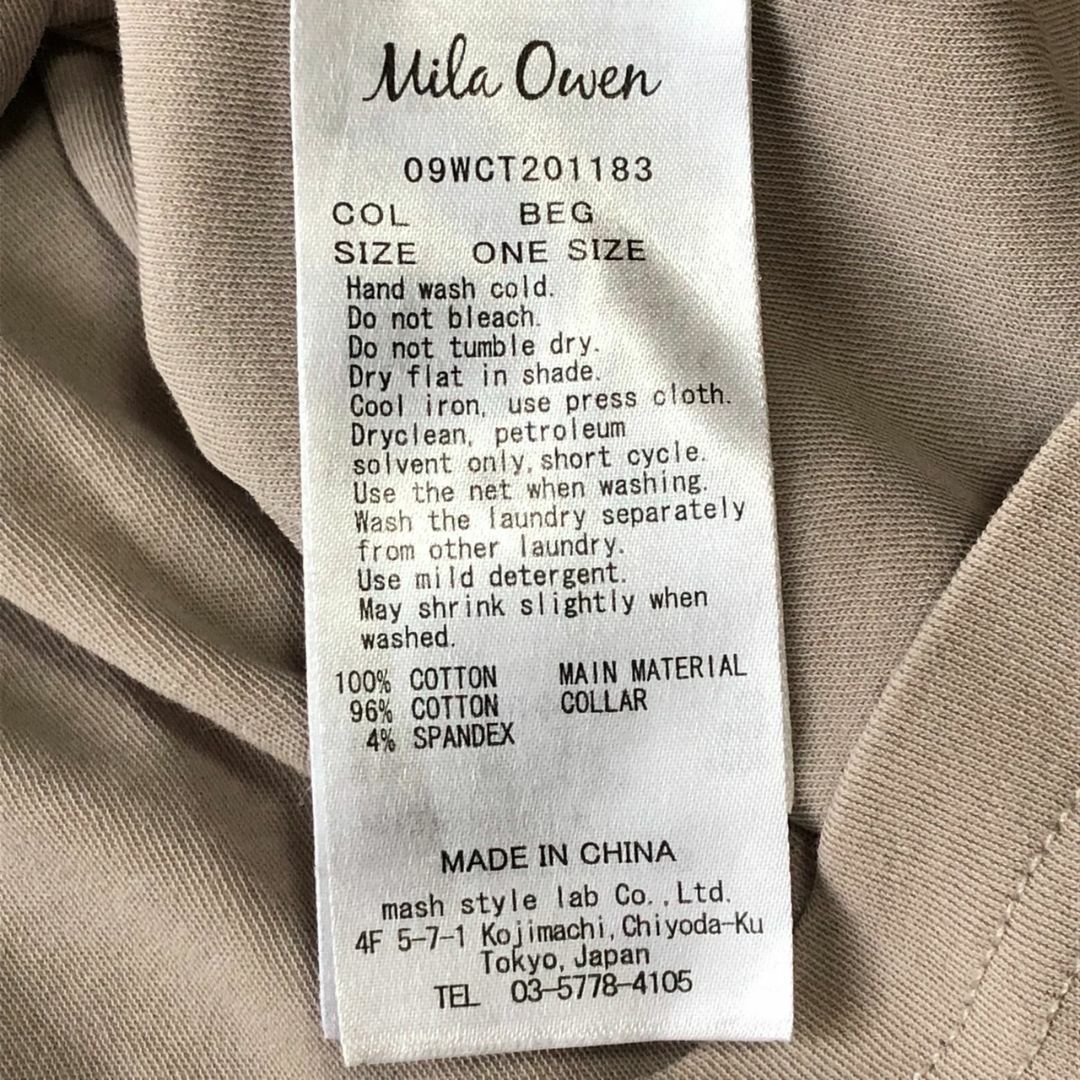 Mila Owen
09WCT201183
COL BEG
SIZE ONE SIZE
Hand wash cold.
Do not bleach.
Do not tumble dry.
Dry flat in shade.
Cool iron, use press cloth.
Dryclean, petroleum
solvent only, short cycle.
Use the net when washing.
Wash the laundry separately
from other laundry.
Use mild detergent.
May shrink slightly when
washed.
100% COTTON MAIN MATERIAL
96% COTTON COLLAR
4% SPANDEX
MADE IN CHINA
mash style lab Co.,Ltd.
4F 5-7-1 Kojimachi,Chiyoda-Ku
Tokyo, Japan
TEL 03-5778-4105